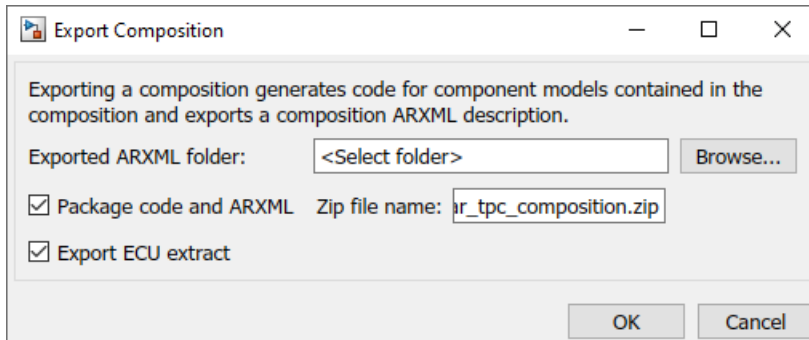 Export Composition
Exporting a composition generates code for component models contained in the
composition and exports a composition ARXML description.
Exported ARXML folder: <Select folder> Browse...
Package code and ARXML Zip file name: ar_tpc_composition.zip
Export ECU extract
OK Cancel